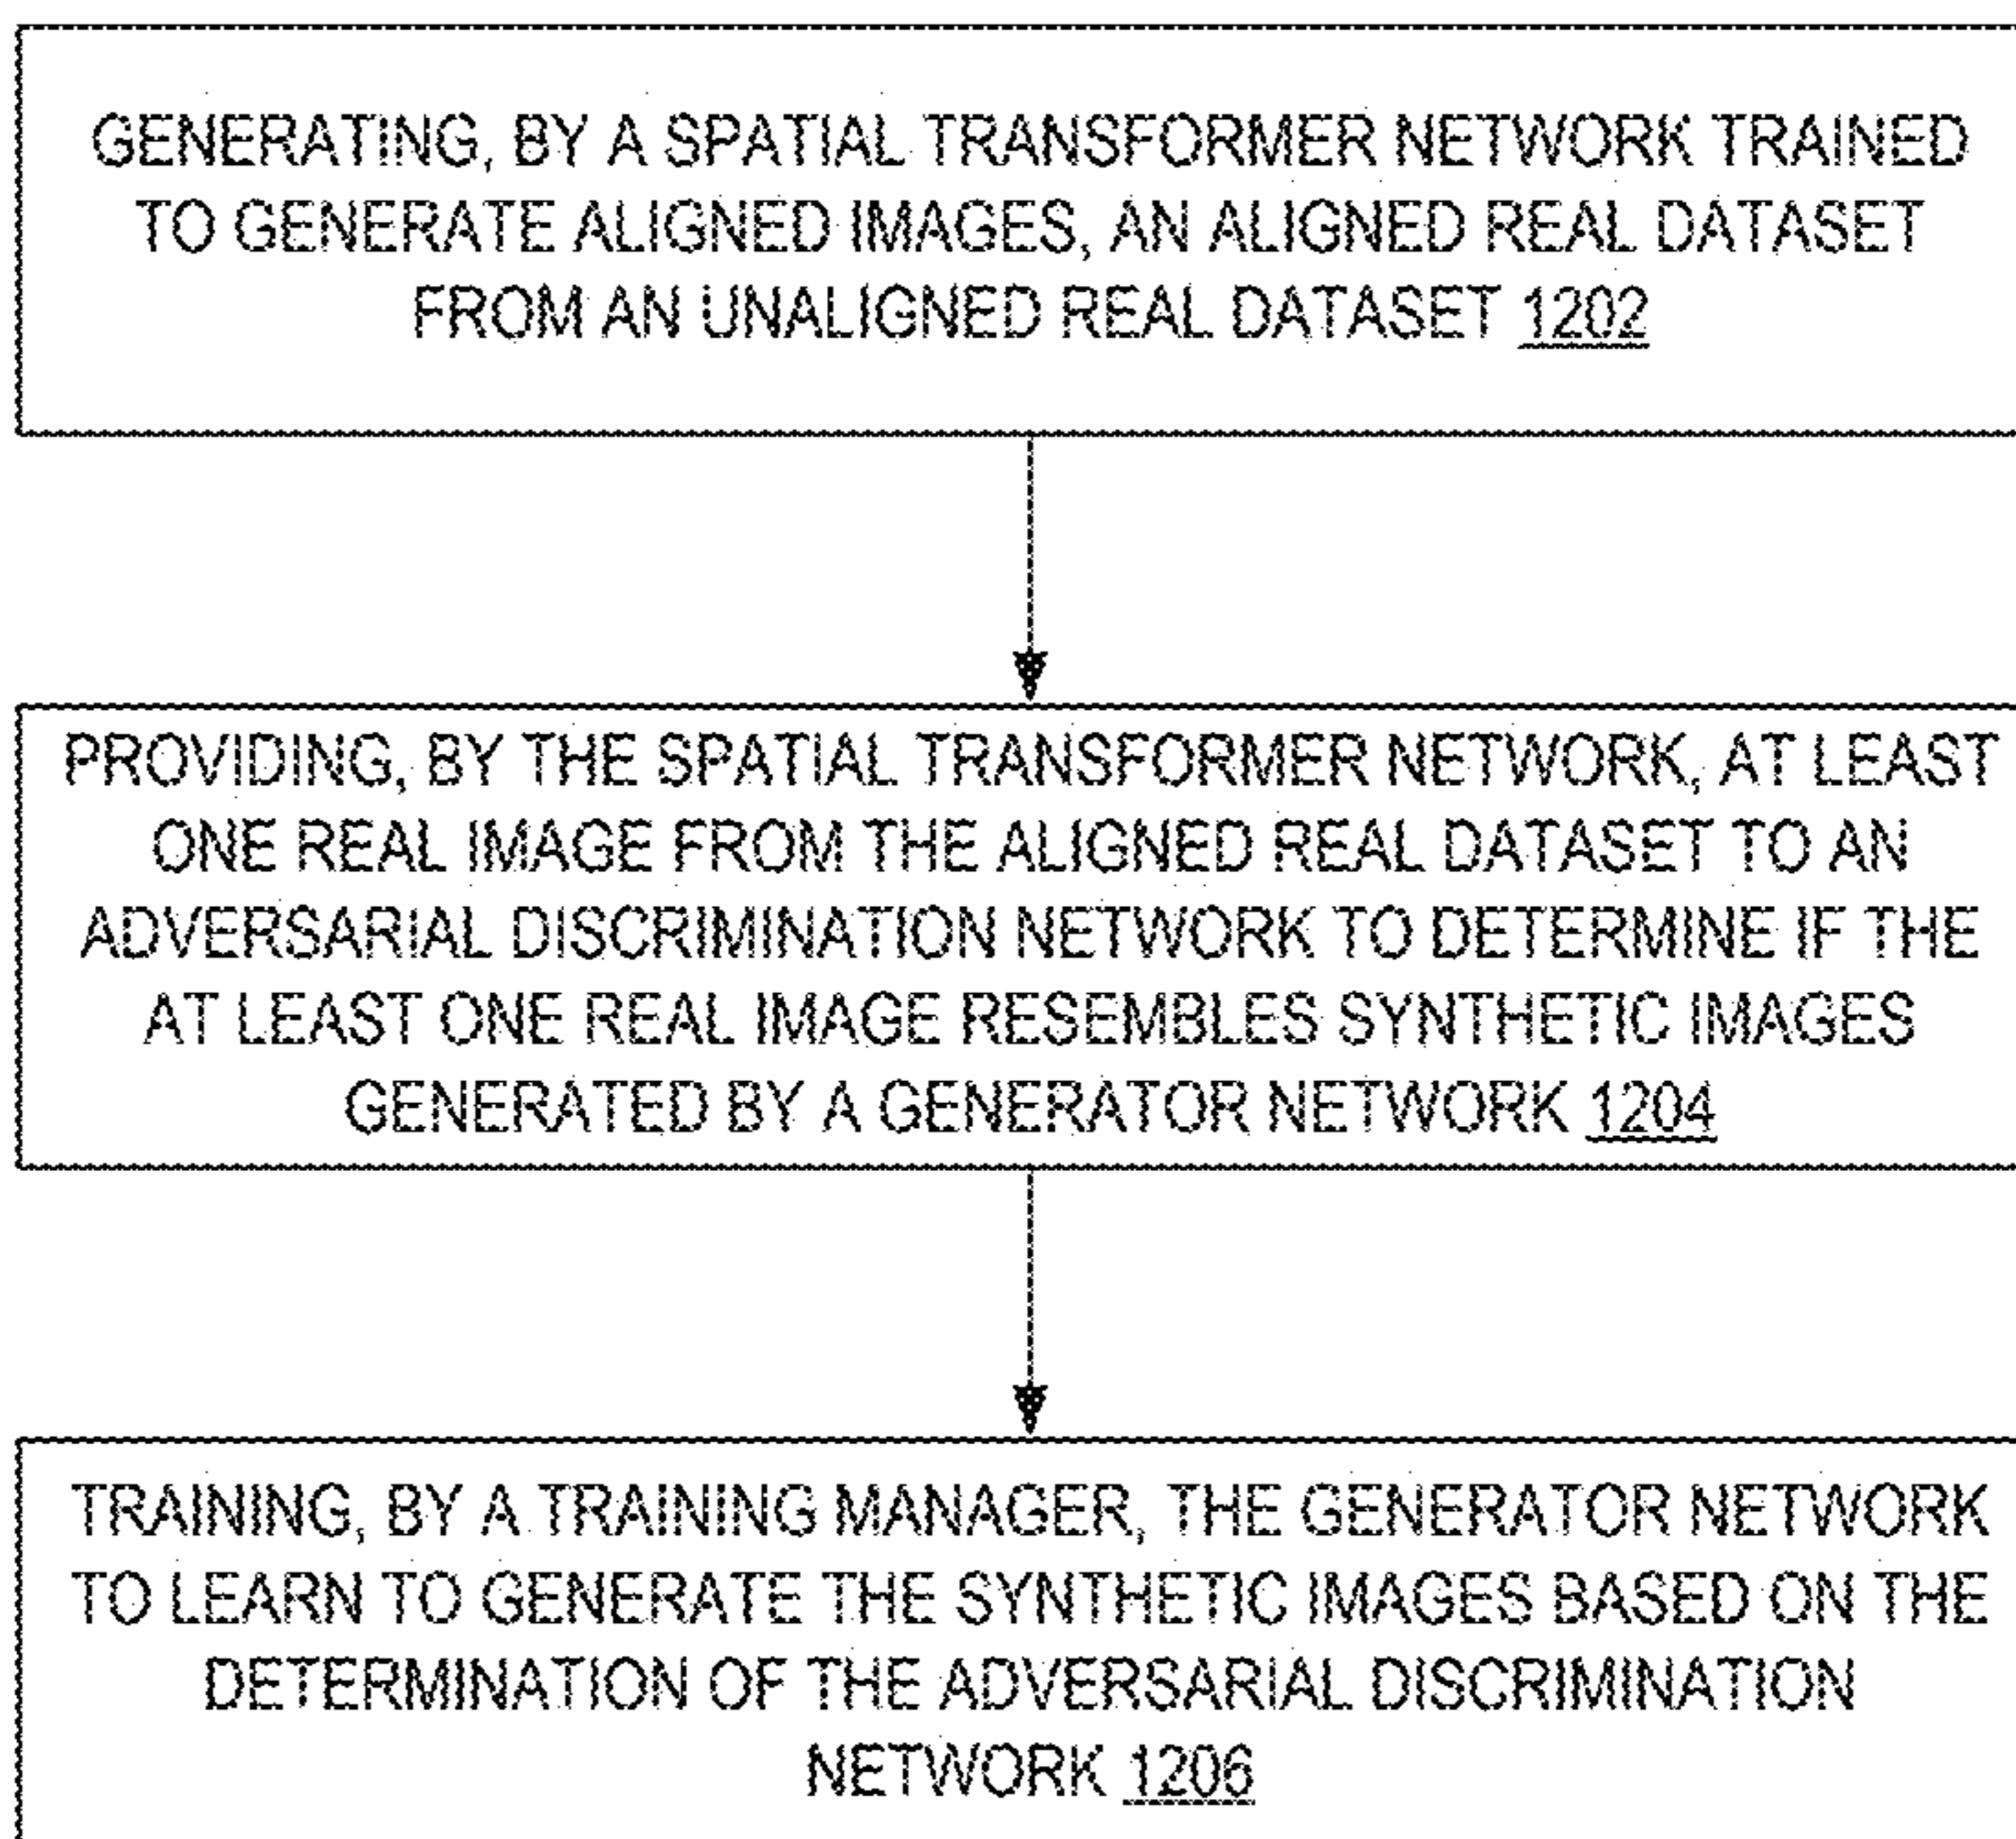 GENERATING, BY A SPATIAL TRANSFORMER NETWORK TRAINED
TO GENERATE ALIGNED IMAGES, AN ALIGNED REAL DATASET
FROM AN UNALIGNED REAL DATASET 1202
PROVIDING, BY THE SPATIAL TRANSFORMER NETWORK, AT LEAST
ONE REAL IMAGE FROM THE ALIGNED REAL DATASET TO AN
ADVERSARIAL DISCRIMINATION NETWORK TO DETERMINE IF THE
AT LEAST ONE REAL IMAGE RESEMBLES SYNTHETIC IMAGES
GENERATED BY A GENERATOR NETWORK 1204
TRAINING, BY A TRAINING MANAGER, THE GENERATOR NETWORK
TO LEARN TO GENERATE THE SYNTHETIC IMAGES BASED ON THE
DETERMINATION OF THE ADVERSARIAL DISCRIMINATION
NETWORK 1206